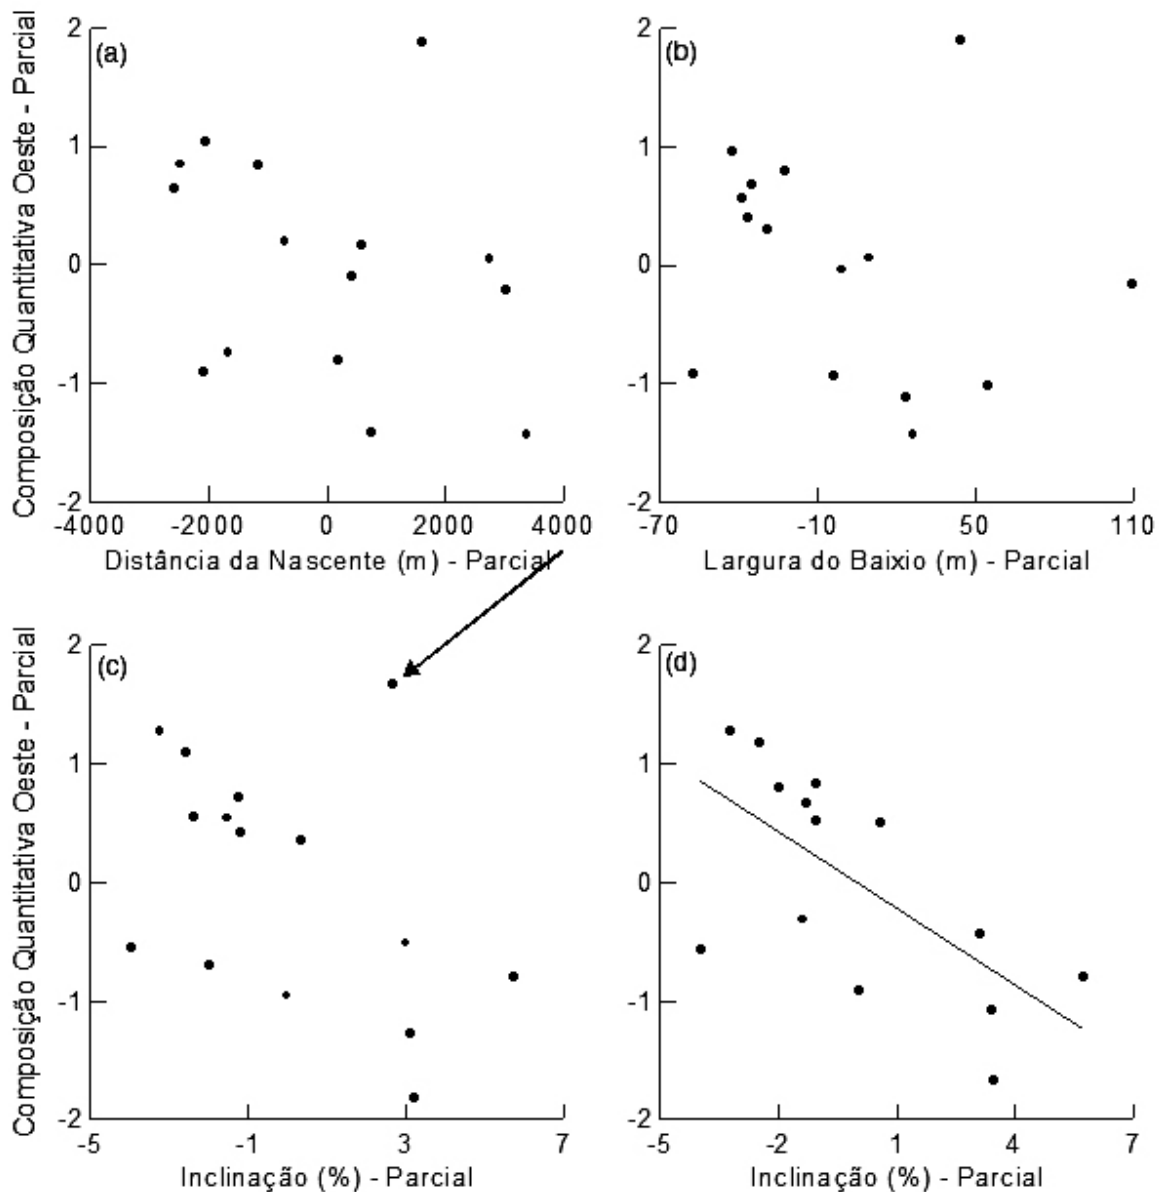 Composição Quantitativa Oeste - Parcial
(a)
2
1
0
-1
-2
-4000 -2000 0 2000 4000
Distância da Nascente (m) - Parcial
(b)
2
1
0
-1
-2
-70 -10 50 110
Largura do Baixio (m) - Parcial
Composição Quantitativa Oeste - Parcial
(c)
2
1
0
-1
-2
-5 -1 3 7
Inclinação (%) - Parcial
(d)
2
1
0
-1
-2
-5 -2 1 4 7
Inclinação (%) - Parcial